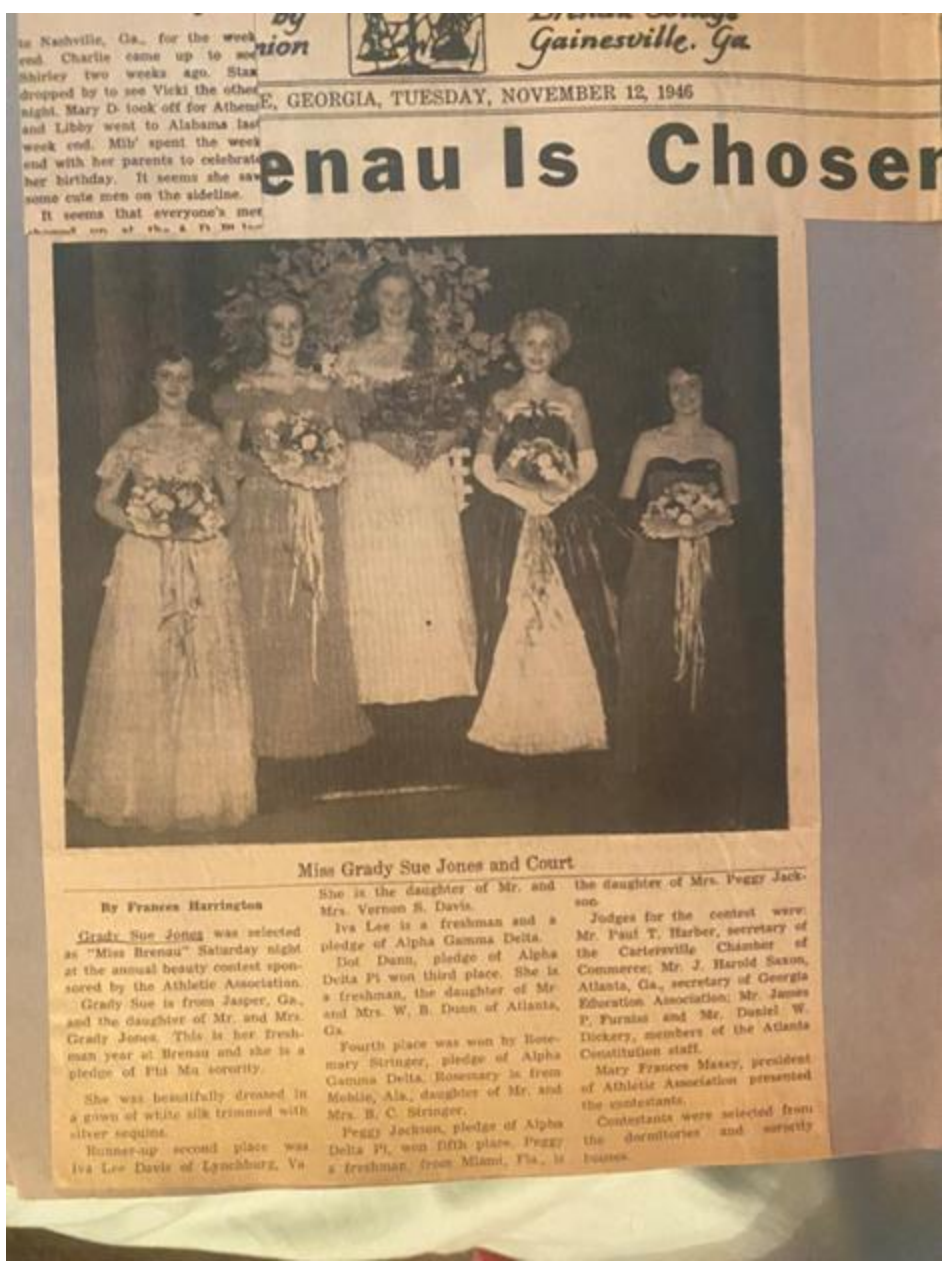 by
nion
Brenau College
Gainesville, Ga
E, GEORGIA, TUESDAY, NOVEMBER 12, 1946
enau Is Chosen
to Nashville, Ga., for the week
end. Charlie came up to see
Shirley two weeks ago. Stan
dropped by to see Vicki the other
night. Mary D. took off for Athens
and Libby went to Alabama last
week end. Mib' spent the week
end with her parents to celebrate
her birthday. It seems she saw
some cute men on the sideline.
It seems that everyone's met
Miss Grady Sue Jones and Court
By Frances Harrington
Grady Sue Jones was selected
as "Miss Brenau" Saturday night
at the annual beauty contest spon-
sored by the Athletic Association.
Grady Sue is from Jasper, Ga.,
and the daughter of Mr. and Mrs.
Grady Jones. This is her fresh-
man year at Brenau and she is a
pledge of Phi Mu sorority.
She was beautifully dressed in
a gown of white silk trimmed with
silver sequins.
Runner-up second place was
Iva Lee Davis of Lynchburg, Va
She is the daughter of Mr. and
Mrs. Vernon S. Davis.
Iva Lee is a freshman and a
pledge of Alpha Gamma Delta.
Dot Dunn, pledge of Alpha
Delta Pi won third place. She is
a freshman, the daughter of Mr
and Mrs. W. B. Dunn of Atlanta,
Ga.
Fourth place was won by Rose-
mary Stringer, pledge of Alpha
Gamma Delta. Rosemary is from
Mobile, Ala., daughter of Mr. and
Mrs. B. C. Stringer.
Peggy Jackson, pledge of Alpha
Delta Pi, won fifth place. Peggy
a freshman, from Miami, Fla., is
the daughter of Mrs. Peggy Jack-
son.
Judges for the contest were:
Mr. Paul T. Harber, secretary of
the Cartersville Chamber of
Commerce; Mr. J. Harold Saxon,
Atlanta, Ga., secretary of Georgia
Education Association; Mr. James
P. Furniss and Mr. Daniel W.
Dickery, members of the Atlanta
Constitution staff.
Mary Frances Massey, president
of Athletic Association presented
the contestants.
Contestants were selected from
the dormitories and sorority
houses.